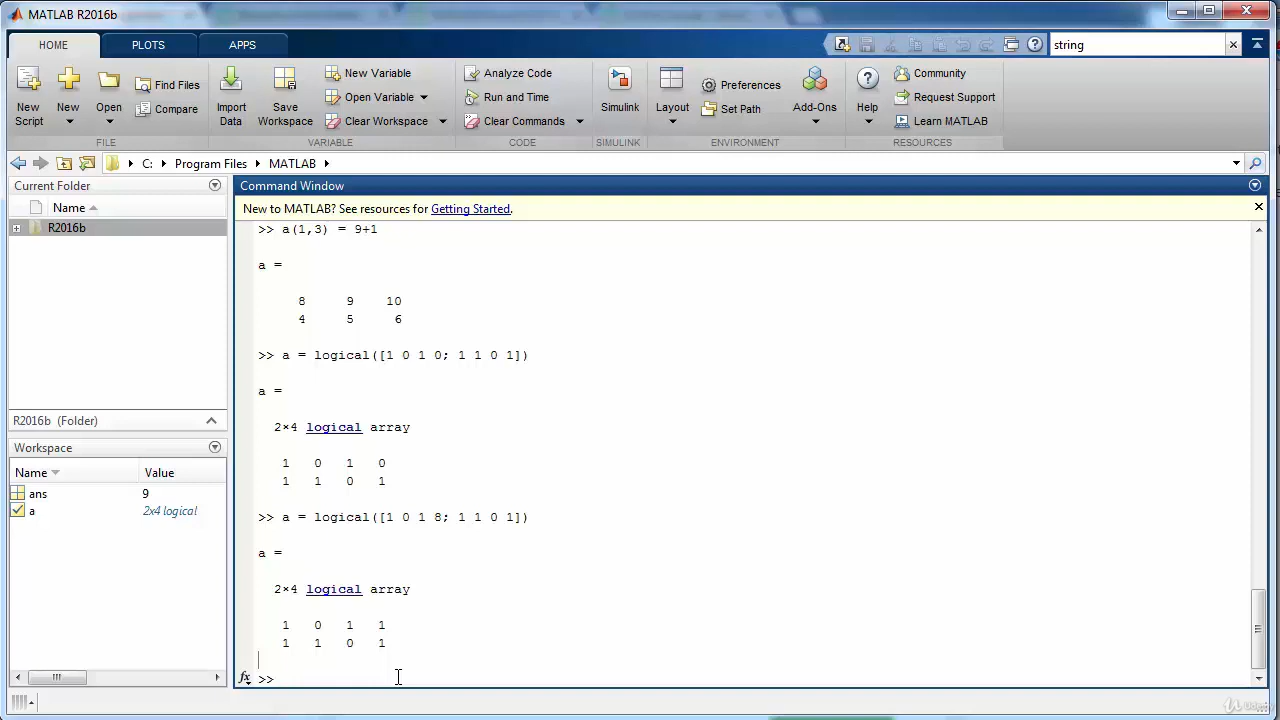 MATLAB R2016b
HOME PLOTS APPS string
New Script New Open Find Files Compare Import Data Save Workspace New Variable Open Variable Clear Workspace Analyze Code Run and Time Clear Commands Simulink Layout Preferences Set Path Add-Ons Help Community Request Support Learn MATLAB
FILE VARIABLE CODE SIMULINK ENVIRONMENT RESOURCES
C: Program Files MATLAB
Current Folder
Name
R2016b
R2016b (Folder)
Workspace
Name Value
ans 9
a 2x4 logical
Command Window
New to MATLAB? See resources for Getting Started.
>> a(1,3) = 9+1
a =
8 9 10
4 5 6
>> a = logical([1 0 1 0; 1 1 0 1])
a =
2×4 logical array
1 0 1 0
1 1 0 1
>> a = logical([1 0 1 8; 1 1 0 1])
a =
2×4 logical array
1 0 1 1
1 1 0 1
fx >>
Udemy